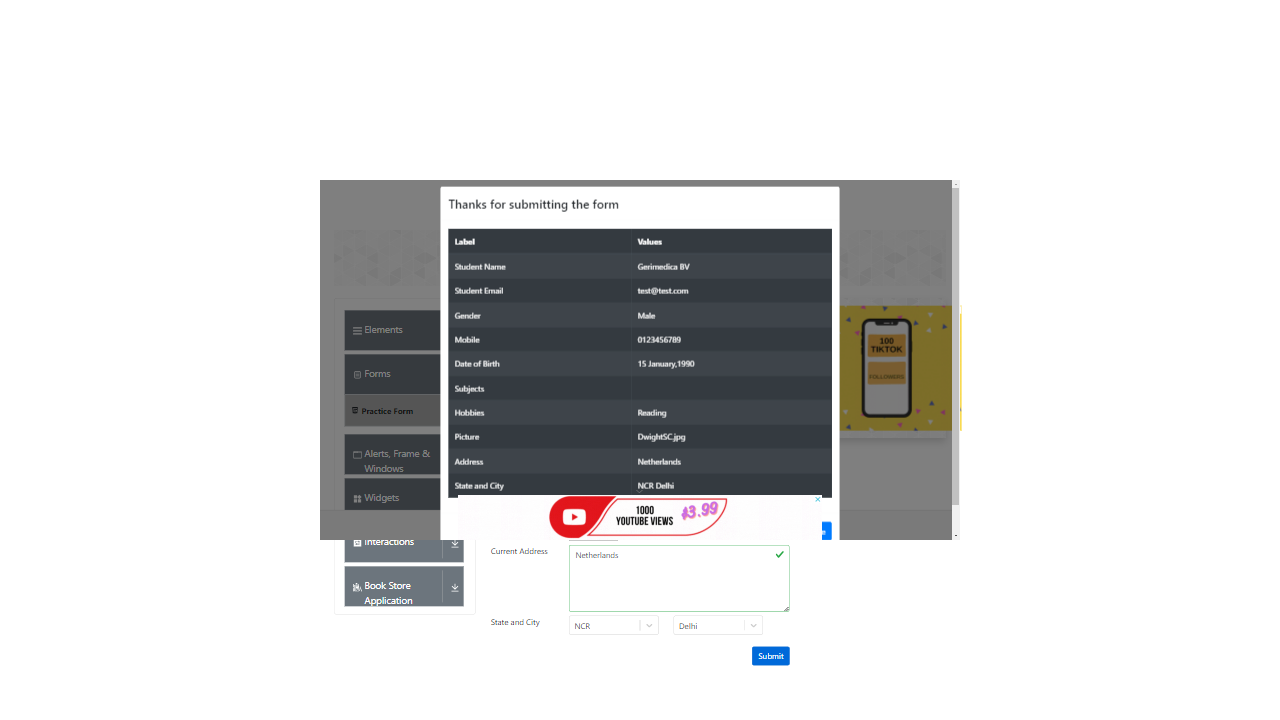 Thanks for submitting the form
Label Values
Student Name Gerimedica BV
Student Email test@test.com
Gender Male
Mobile 0123456789
Date of Birth 15 January,1990
Subjects
Hobbies Reading
Picture DwightSC.jpg
Address Netherlands
State and City NCR Delhi
Elements
Forms
Practice Form
Alerts, Frame &
Windows
Widgets
Interactions
Book Store
Application
100
TIKTOK
FOLLOWERS
1000
YOUTUBE VIEWS
$3.99
Current Address Netherlands
State and City NCR Delhi
Submit